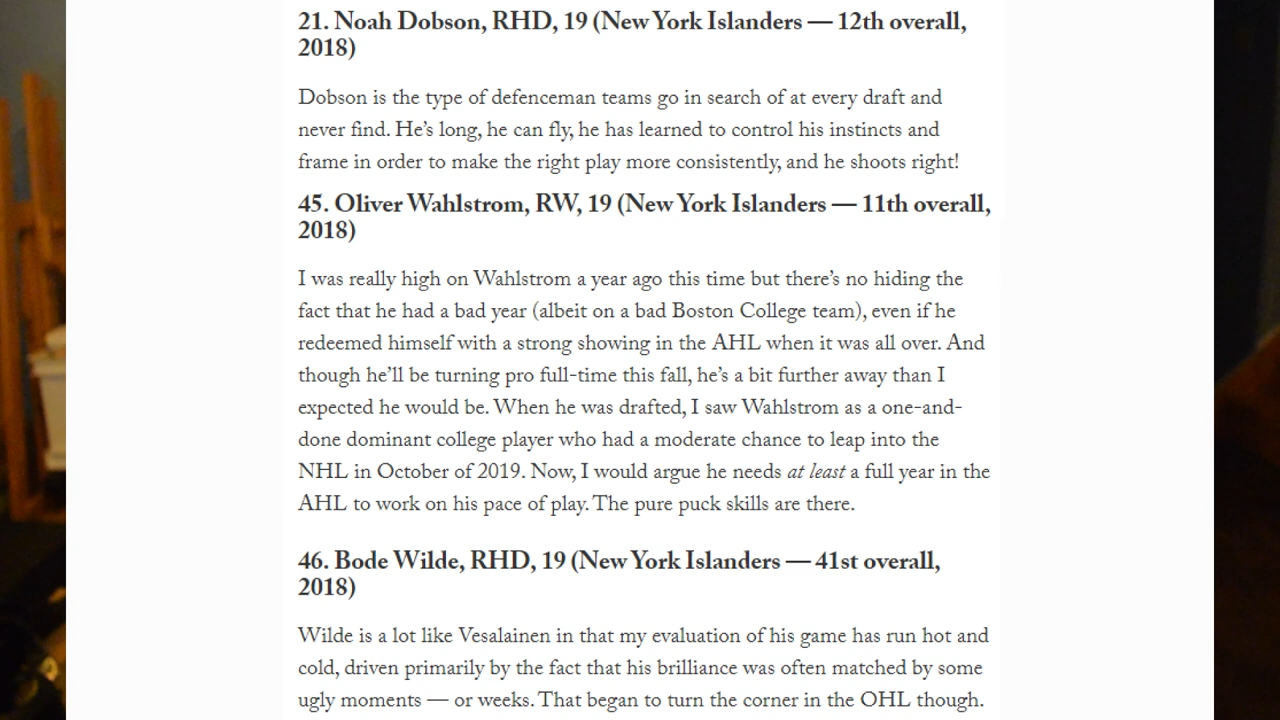 21. Noah Dobson, RHD, 19 (New York Islanders — 12th overall,
2018)
Dobson is the type of defenceman teams go in search of at every draft and
never find. He's long, he can fly, he has learned to control his instincts and
frame in order to make the right play more consistently, and he shoots right!
45. Oliver Wahlstrom, RW, 19 (New York Islanders — 11th overall,
2018)
I was really high on Wahlstrom a year ago this time but there's no hiding the
fact that he had a bad year (albeit on a bad Boston College team), even if he
redeemed himself with a strong showing in the AHL when it was all over. And
though he'll be turning pro full-time this fall, he's a bit further away than I
expected he would be. When he was drafted, I saw Wahlstrom as a one-and-
done dominant college player who had a moderate chance to leap into the
NHL in October of 2019. Now, I would argue he needs at least a full year in the
AHL to work on his pace of play. The pure puck skills are there.
46. Bode Wilde, RHD, 19 (New York Islanders — 41st overall,
2018)
Wilde is a lot like Vesalainen in that my evaluation of his game has run hot and
cold, driven primarily by the fact that his brilliance was often matched by some
ugly moments — or weeks. That began to turn the corner in the OHL though.